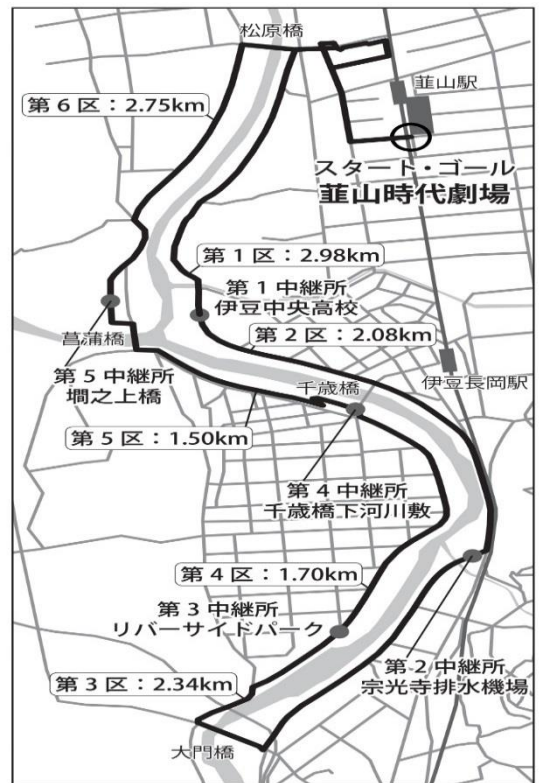 松原橋
韮山駅
第6区：2.75km
スタート・ゴール
韮山時代劇場
第1区：2.98km
第1中継所
伊豆中央高校
第2区：2.08km
菖蒲橋
第5中継所
壩之上橋
千歳橋
伊豆長岡駅
第5区：1.50km
第4中継所
千歳橋下河川敷
第4区：1.70km
第3中継所
リバーサイドパーク
第2中継所
宗光寺排水機場
第3区：2.34km
大門橋